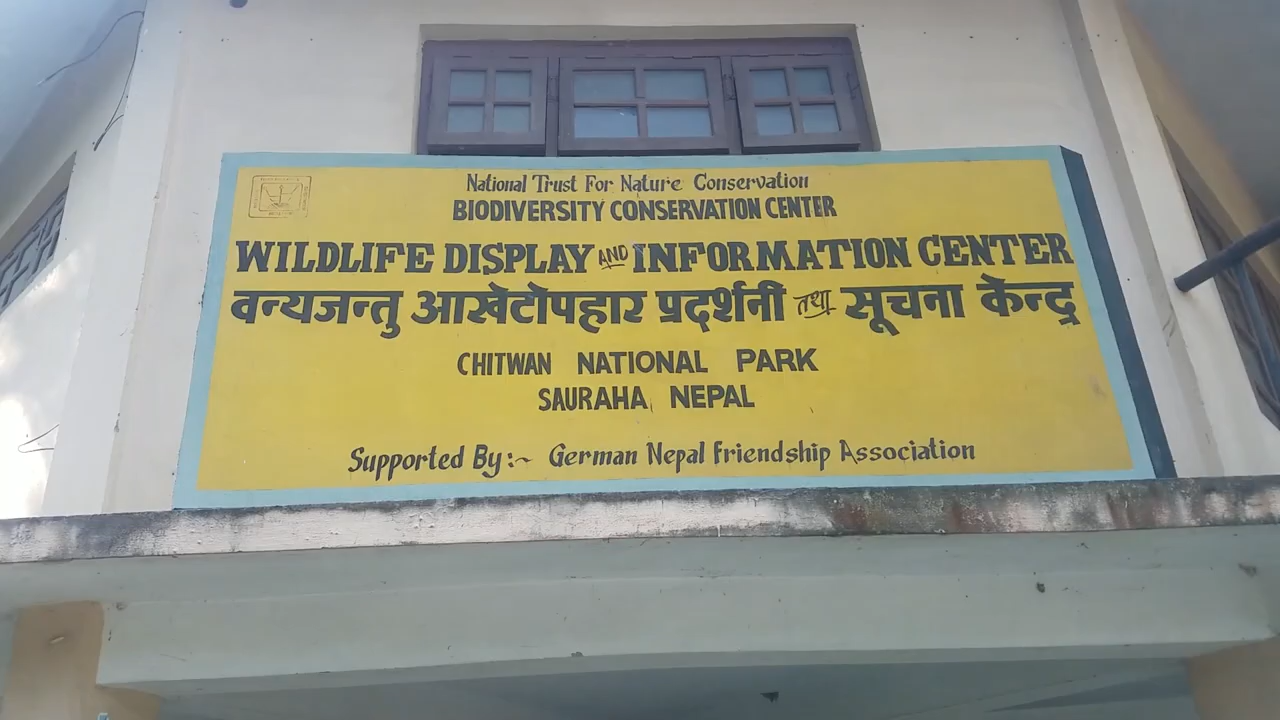 National Trust For Nature Conservation
BIODIVERSITY CONSERVATION CENTER
WILDLIFE DISPLAY AND INFORMATION CENTER
वन्यजन्तु आखेटोपहार प्रदर्शनी तथा सूचना केन्द्र
CHITWAN NATIONAL PARK
SAURAHA NEPAL
Supported By:~ German Nepal Friendship Association